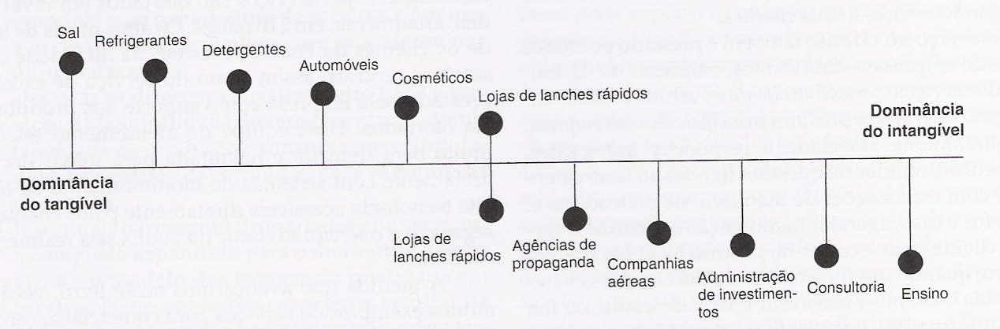 Sal
Refrigerantes
Detergentes
Automóveis
Cosméticos
Lojas de lanches rápidos
Dominância
do intangível
Dominância
do tangível
Lojas de
lanches rápidos
Agências de
propaganda
Companhias
aéreas
Administração
de investimen-
tos
Consultoria
Ensino